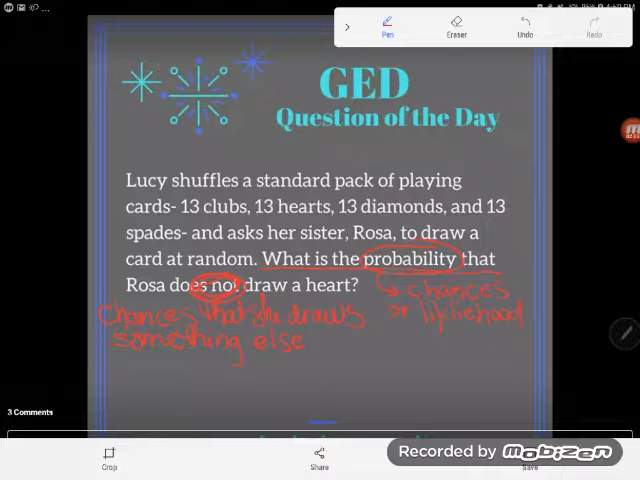 Pen
Eraser
Undo
Redo
GED
Question of the Day
Lucy shuffles a standard pack of playing
cards- 13 clubs, 13 hearts, 13 diamonds, and 13
spades- and asks her sister, Rosa, to draw a
card at random. What is the probability that
Rosa does not draw a heart?
chances
or likliehood
Chances that she draws
something else
3 Comments
Crop
Share
Save
Recorded by Mobizen